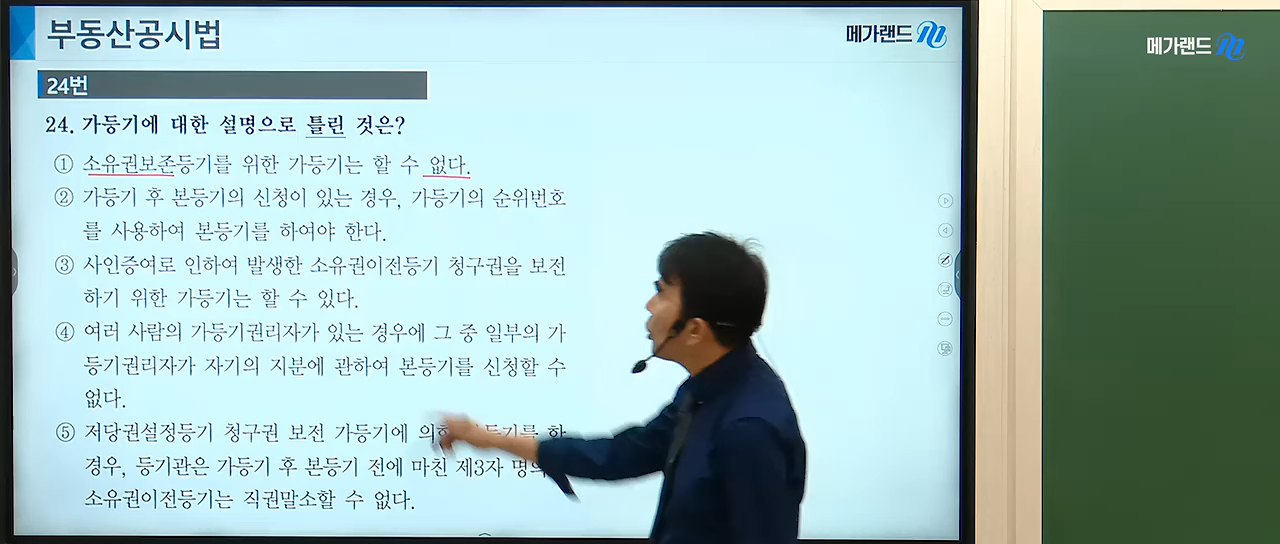 부동산공시법
메가랜드
메가랜드
24번
24. 가등기에 대한 설명으로 틀린 것은?
① 소유권보존등기를 위한 가등기는 할 수 없다.
② 가등기 후 본등기의 신청이 있는 경우, 가등기의 순위번호
를 사용하여 본등기를 하여야 한다.
③ 사인증여로 인하여 발생한 소유권이전등기 청구권을 보전
하기 위한 가등기는 할 수 있다.
④ 여러 사람의 가등기권리자가 있는 경우에 그 중 일부의 가
등기권리자가 자기의 지분에 관하여 본등기를 신청할 수
없다.
⑤ 저당권설정등기 청구권 보전 가등기에
경우, 등기관은 가등기 후 본등기 전에 마친 제3자
소유권이전등기는 직권말소할 수 없다.